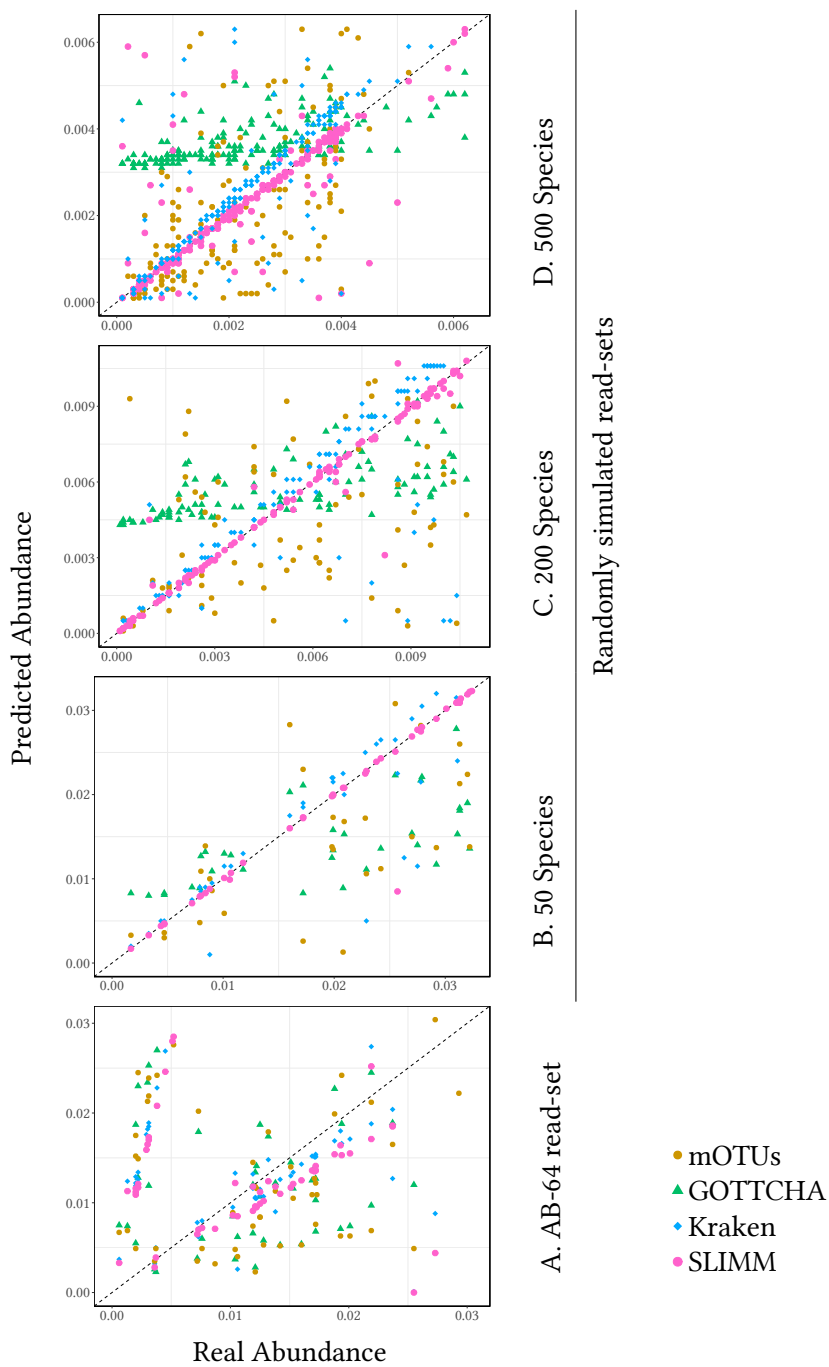 0.006
0.004
0.002
0.000
0.000
0.002
0.004
0.006
D. 500 Species
0.009
0.006
0.003
0.000
0.000
0.003
0.006
0.009
C. 200 Species
Randomly simulated read-sets
Predicted Abundance
0.03
0.02
0.01
0.00
0.00
0.01
0.02
0.03
B. 50 Species
0.03
0.02
0.01
0.00
0.00
0.01
0.02
0.03
A. AB-64 read-set
mOTUs
GOTTCHA
Kraken
SLIMM
Real Abundance